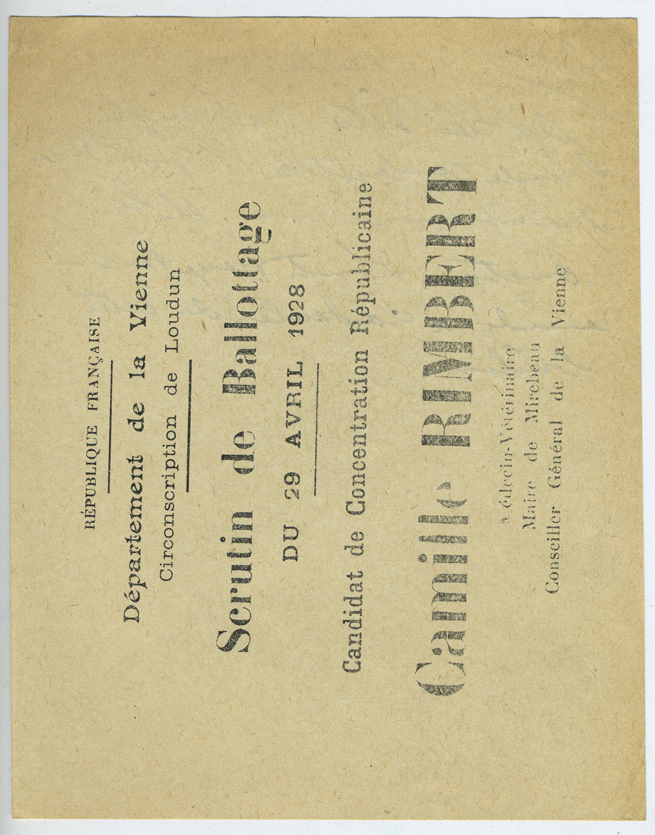 RÉPUBLIQUE FRANÇAISE
Département de la Vienne
Circonscription de Loudun
Scrutin de Ballottage
DU 29 AVRIL 1928
Candidat de Concentration Républicaine
Camille RIMBERT
Médecin-Vétérinaire
Maire de Mirebeau
Conseiller Général de la Vienne